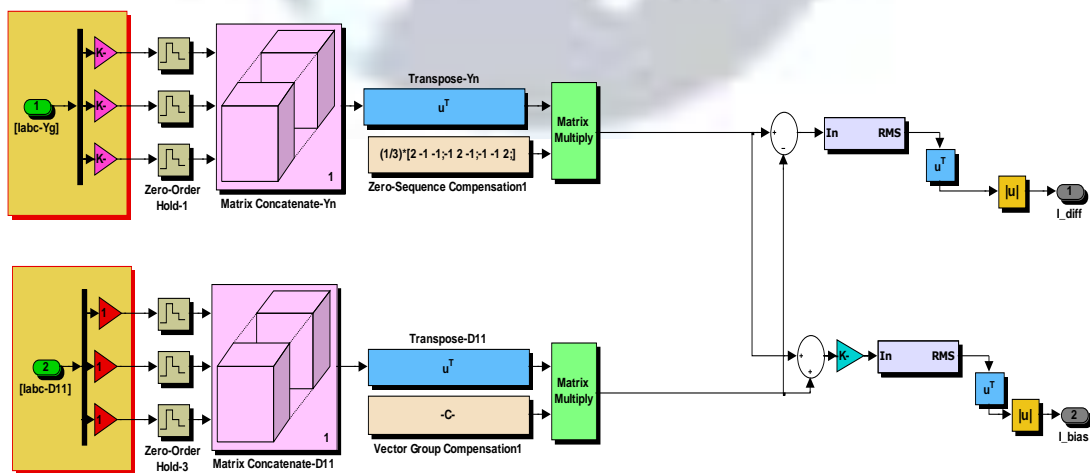 1
[Iabc-Yg]
K-
K-
K-
Zero-Order
Hold-1
1
Matrix Concatenate-Yn
Transpose-Yn
u^T
(1/3)*[2 -1 -1;-1 2 -1;-1 -1 2;]
Zero-Sequence Compensation1
Matrix
Multiply
+
-
In RMS
u^T
|u|
1
I_diff
2
[Iabc-D11]
1
1
1
Zero-Order
Hold-3
1
Matrix Concatenate-D11
Transpose-D11
u^T
-C-
Vector Group Compensation1
Matrix
Multiply
+
+
K-
In RMS
u^T
|u|
2
I_bias